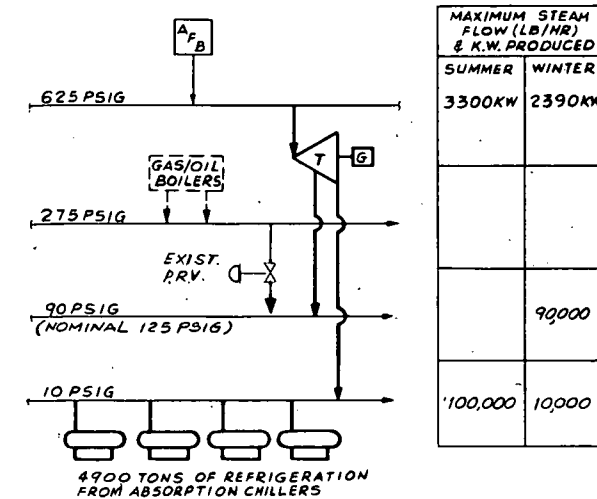 AFB
625 PSIG
T
G
GAS/OIL
BOILERS
275 PSIG
EXIST.
P.R.V.
90 PSIG
(NOMINAL 125 PSIG)
10 PSIG
4900 TONS OF REFRIGERATION
FROM ABSORPTION CHILLERS
MAXIMUM STEAM
FLOW (LB/HR)
& K.W. PRODUCED
SUMMER WINTER
3300KW 2390KW
90,000
100,000 10,000